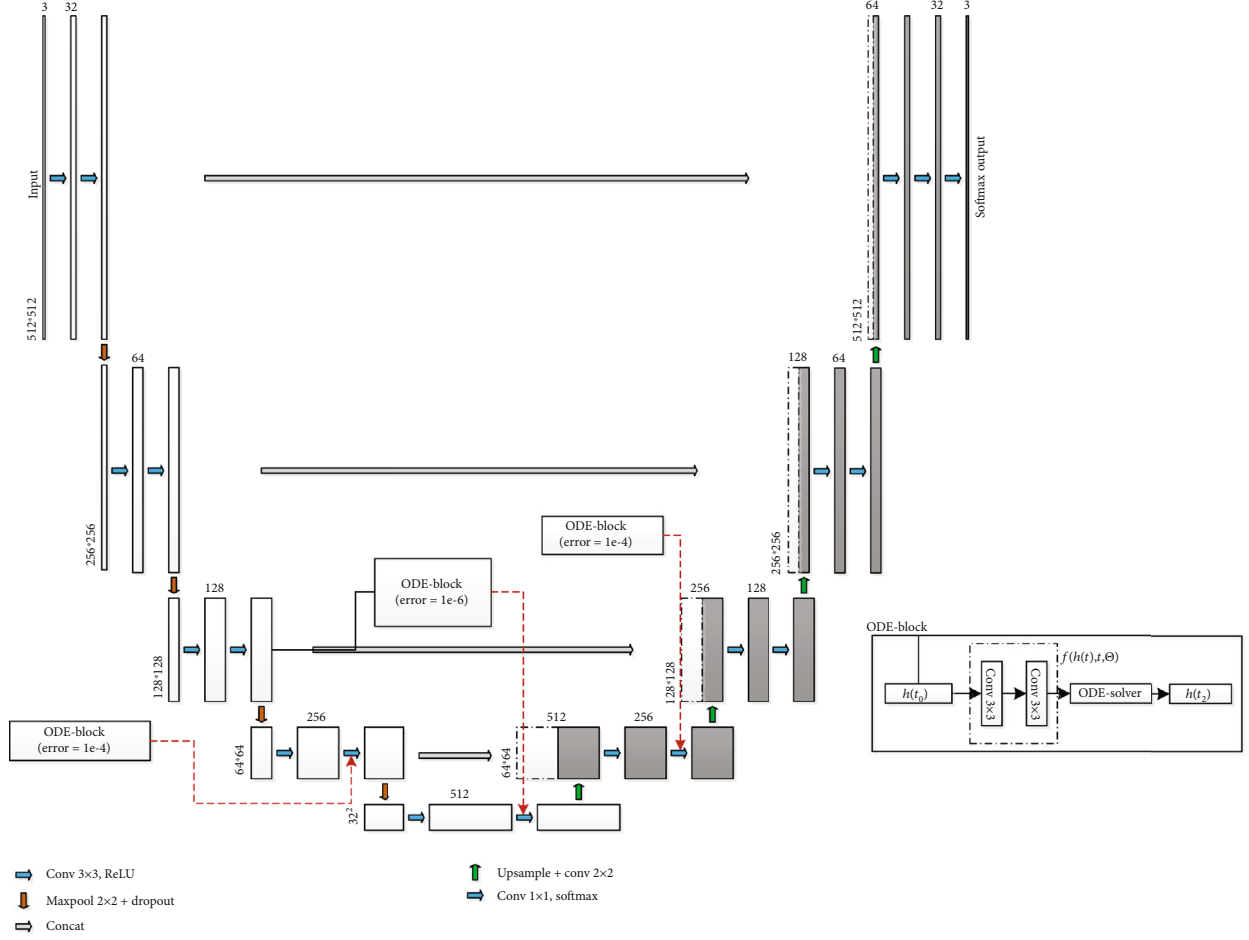 3
32
Input
512*512
64
256*256
128
128*128
256
64*64
512
32²
ODE-block
(error = 1e-4)
ODE-block
(error = 1e-6)
ODE-block
(error = 1e-4)
512
64*64
256
256
128*128
128
128
256*256
64
64
512*512
32
3
Softmax output
ODE-block
h(t₀)
Conv 3×3
Conv 3×3
f(h(t),t,Θ)
ODE-solver
h(t₂)
Conv 3×3, ReLU
Maxpool 2×2 + dropout
Concat
Upsample + conv 2×2
Conv 1×1, softmax